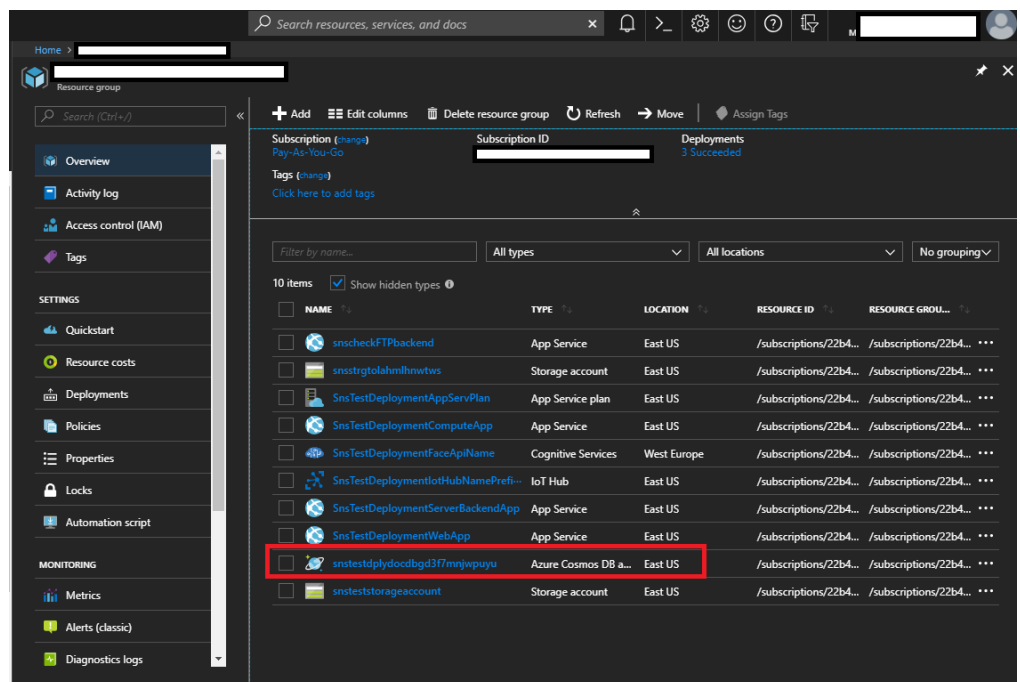 Search resources, services, and docs
M
Home >
Resource group
Search (Ctrl+/)
Add Edit columns Delete resource group Refresh Move Assign Tags
Subscription (change) Subscription ID Deployments
Pay-As-You-Go 3 Succeeded
Tags (change)
Click here to add tags
Overview
Activity log
Access control (IAM)
Tags
SETTINGS
Quickstart
Resource costs
Deployments
Policies
Properties
Locks
Automation script
MONITORING
Metrics
Alerts (classic)
Diagnostics logs
Filter by name... All types All locations No grouping
10 items Show hidden types
NAME TYPE LOCATION RESOURCE ID RESOURCE GROU...
snscheckFTPbackend App Service East US /subscriptions/22b4... /subscriptions/22b4...
snsstrgtolahmlhnwtws Storage account East US /subscriptions/22b4... /subscriptions/22b4...
SnsTestDeploymentAppServPlan App Service plan East US /subscriptions/22b4... /subscriptions/22b4...
SnsTestDeploymentComputeApp App Service East US /subscriptions/22b4... /subscriptions/22b4...
SnsTestDeploymentFaceApiName Cognitive Services West Europe /subscriptions/22b4... /subscriptions/22b4...
SnsTestDeploymentIotHubNamePrefi... IoT Hub East US /subscriptions/22b4... /subscriptions/22b4...
SnsTestDeploymentServerBackendApp App Service East US /subscriptions/22b4... /subscriptions/22b4...
SnsTestDeploymentWebApp App Service East US /subscriptions/22b4... /subscriptions/22b4...
snstestdplydocdbgd3f7mnjwpuyu Azure Cosmos DB a... East US /subscriptions/22b4... /subscriptions/22b4...
snsteststorageaccount Storage account East US /subscriptions/22b4... /subscriptions/22b4...